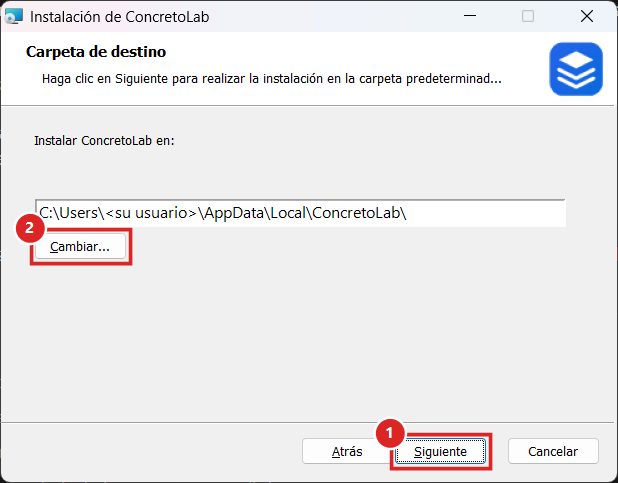 Instalación de ConcretoLab
Carpeta de destino
Haga clic en Siguiente para realizar la instalación en la carpeta predeterminad...
Instalar ConcretoLab en:
C:\Users\<su usuario>\AppData\Local\ConcretoLab\
2
Cambiar...
1
Atrás
Siguiente
Cancelar